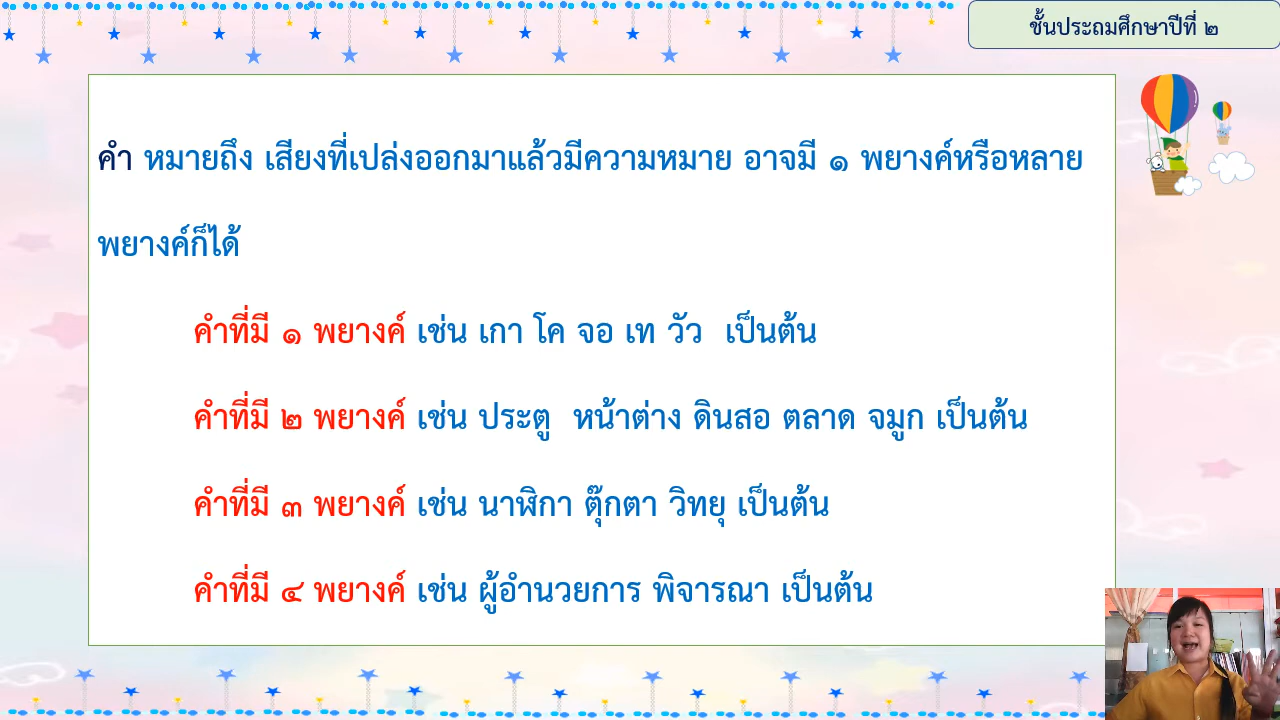 ชั้นประถมศึกษาปีที่ ๒
คำ หมายถึง เสียงที่เปล่งออกมาแล้วมีความหมาย อาจมี ๑ พยางค์หรือหลาย
พยางค์ก็ได้
คำที่มี ๑ พยางค์ เช่น เกา โค จอ เท วัว เป็นต้น
คำที่มี ๒ พยางค์ เช่น ประตู หน้าต่าง ดินสอ ตลาด จมูก เป็นต้น
คำที่มี ๓ พยางค์ เช่น นาฬิกา ตุ๊กตา วิทยุ เป็นต้น
คำที่มี ๔ พยางค์ เช่น ผู้อำนวยการ พิจารณา เป็นต้น